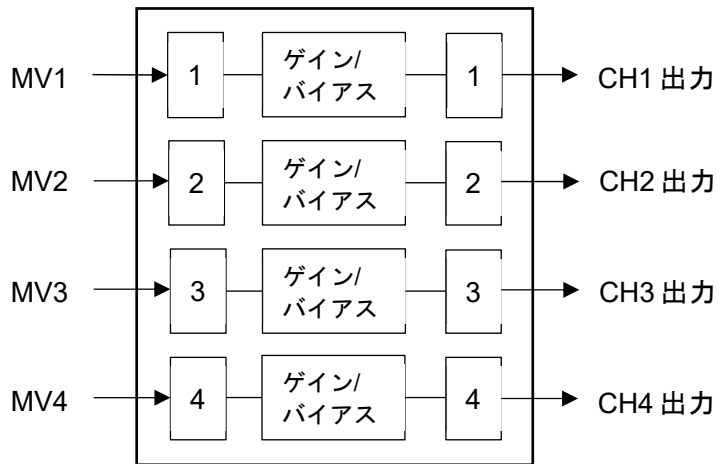 MV1 1 ゲイン/ バイアス 1 CH1 出力
MV2 2 ゲイン/ バイアス 2 CH2 出力
MV3 3 ゲイン/ バイアス 3 CH3 出力
MV4 4 ゲイン/ バイアス 4 CH4 出力